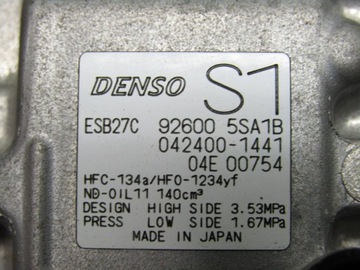 DENSO S1
ESB27C 92600 5SA1B
042400-1441
04E 00754
HFC-134a/HFO-1234yf
ND-OIL11 140cm³
DESIGN HIGH SIDE 3.53MPa
PRESS LOW SIDE 1.67MPa
MADE IN JAPAN